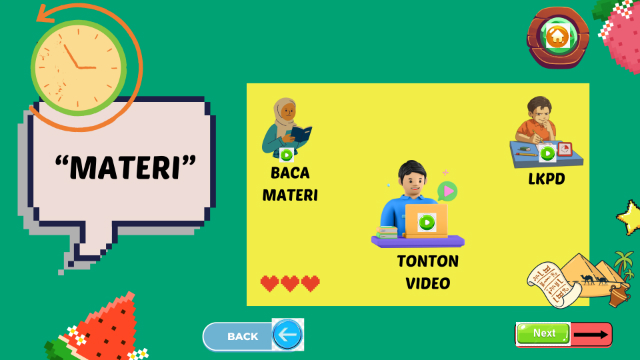 “MATERI”
BACA
MATERI
LKPD
TONTON
VIDEO
BACK
Next